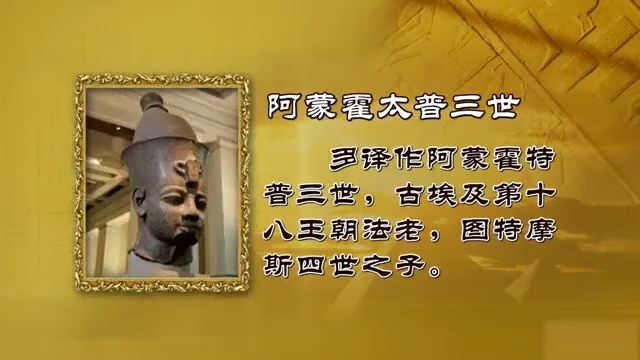 阿蒙霍太普三世
多译作阿蒙霍特
普三世，古埃及第十
八王朝法老，图特摩
斯四世之子。